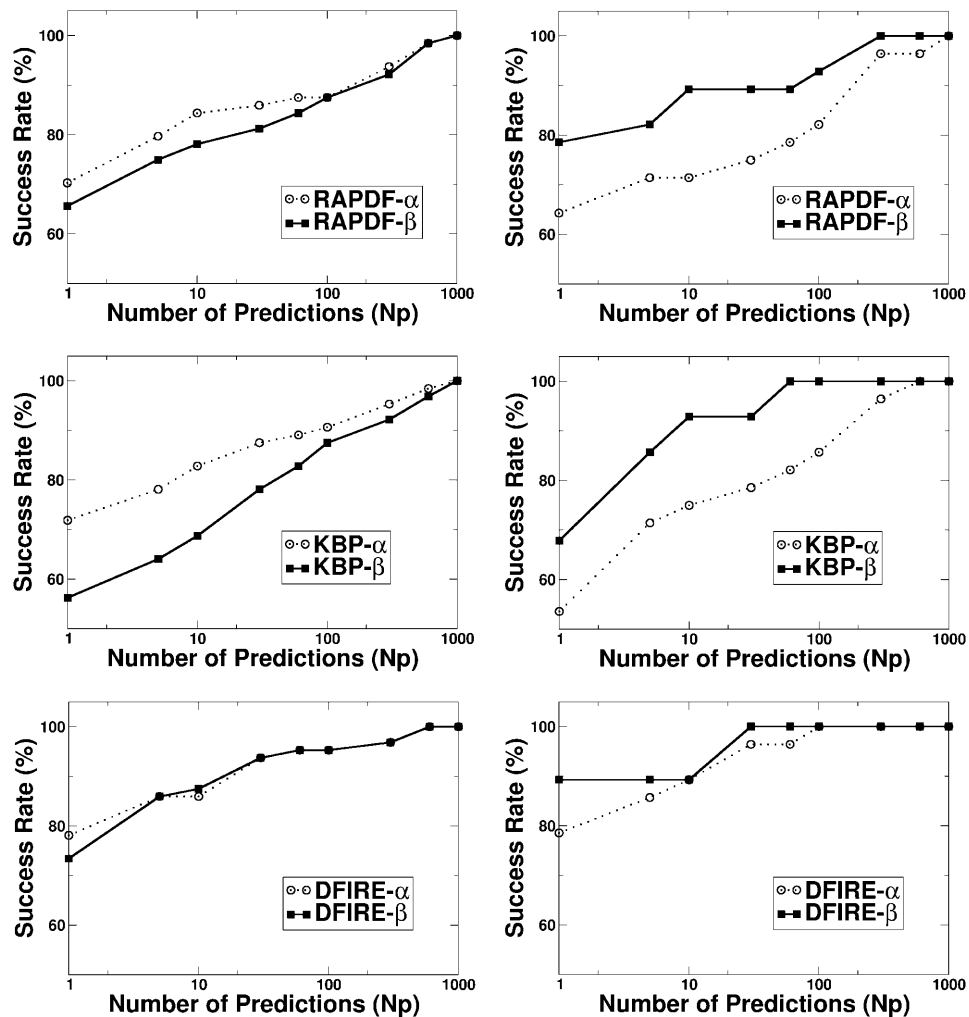 Success Rate (%)
100
80
60
RAPDF-α
RAPDF-β
1 10 100 1000
Number of Predictions (Np)
Success Rate (%)
100
80
60
RAPDF-α
RAPDF-β
1 10 100 1000
Number of Predictions (Np)
Success Rate (%)
100
80
60
KBP-α
KBP-β
1 10 100 1000
Number of Predictions (Np)
Success Rate (%)
100
80
60
KBP-α
KBP-β
1 10 100 1000
Number of Predictions (Np)
Success Rate (%)
100
80
60
DFIRE-α
DFIRE-β
1 10 100 1000
Number of Predictions (Np)
Success Rate (%)
100
80
60
DFIRE-α
DFIRE-β
1 10 100 1000
Number of Predictions (Np)